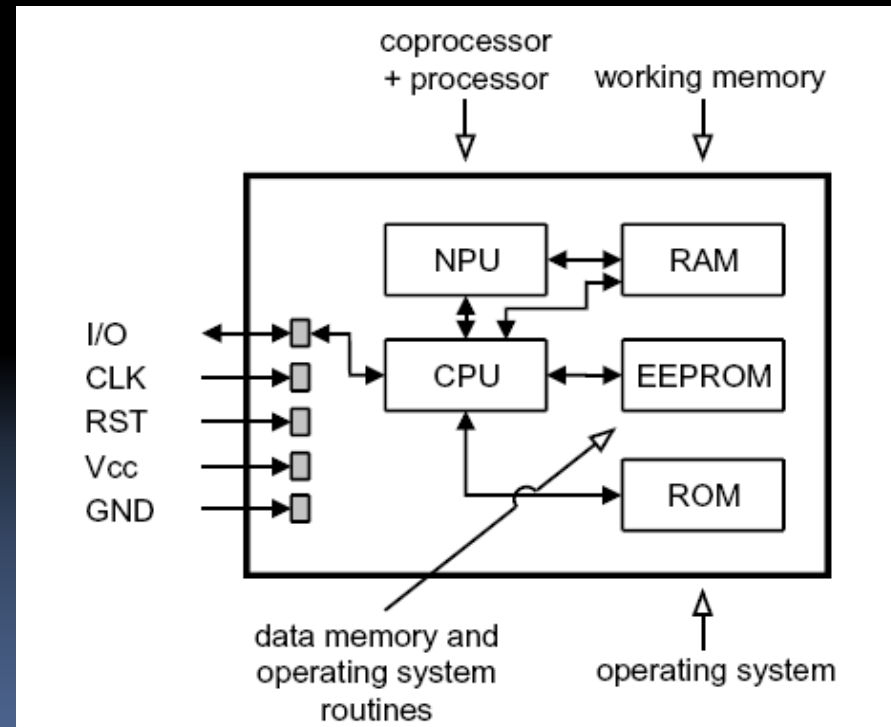 coprocessor
+ processor
working memory
NPU
RAM
I/O
CLK
RST
Vcc
GND
CPU
EEPROM
ROM
data memory and
operating system
routines
operating system